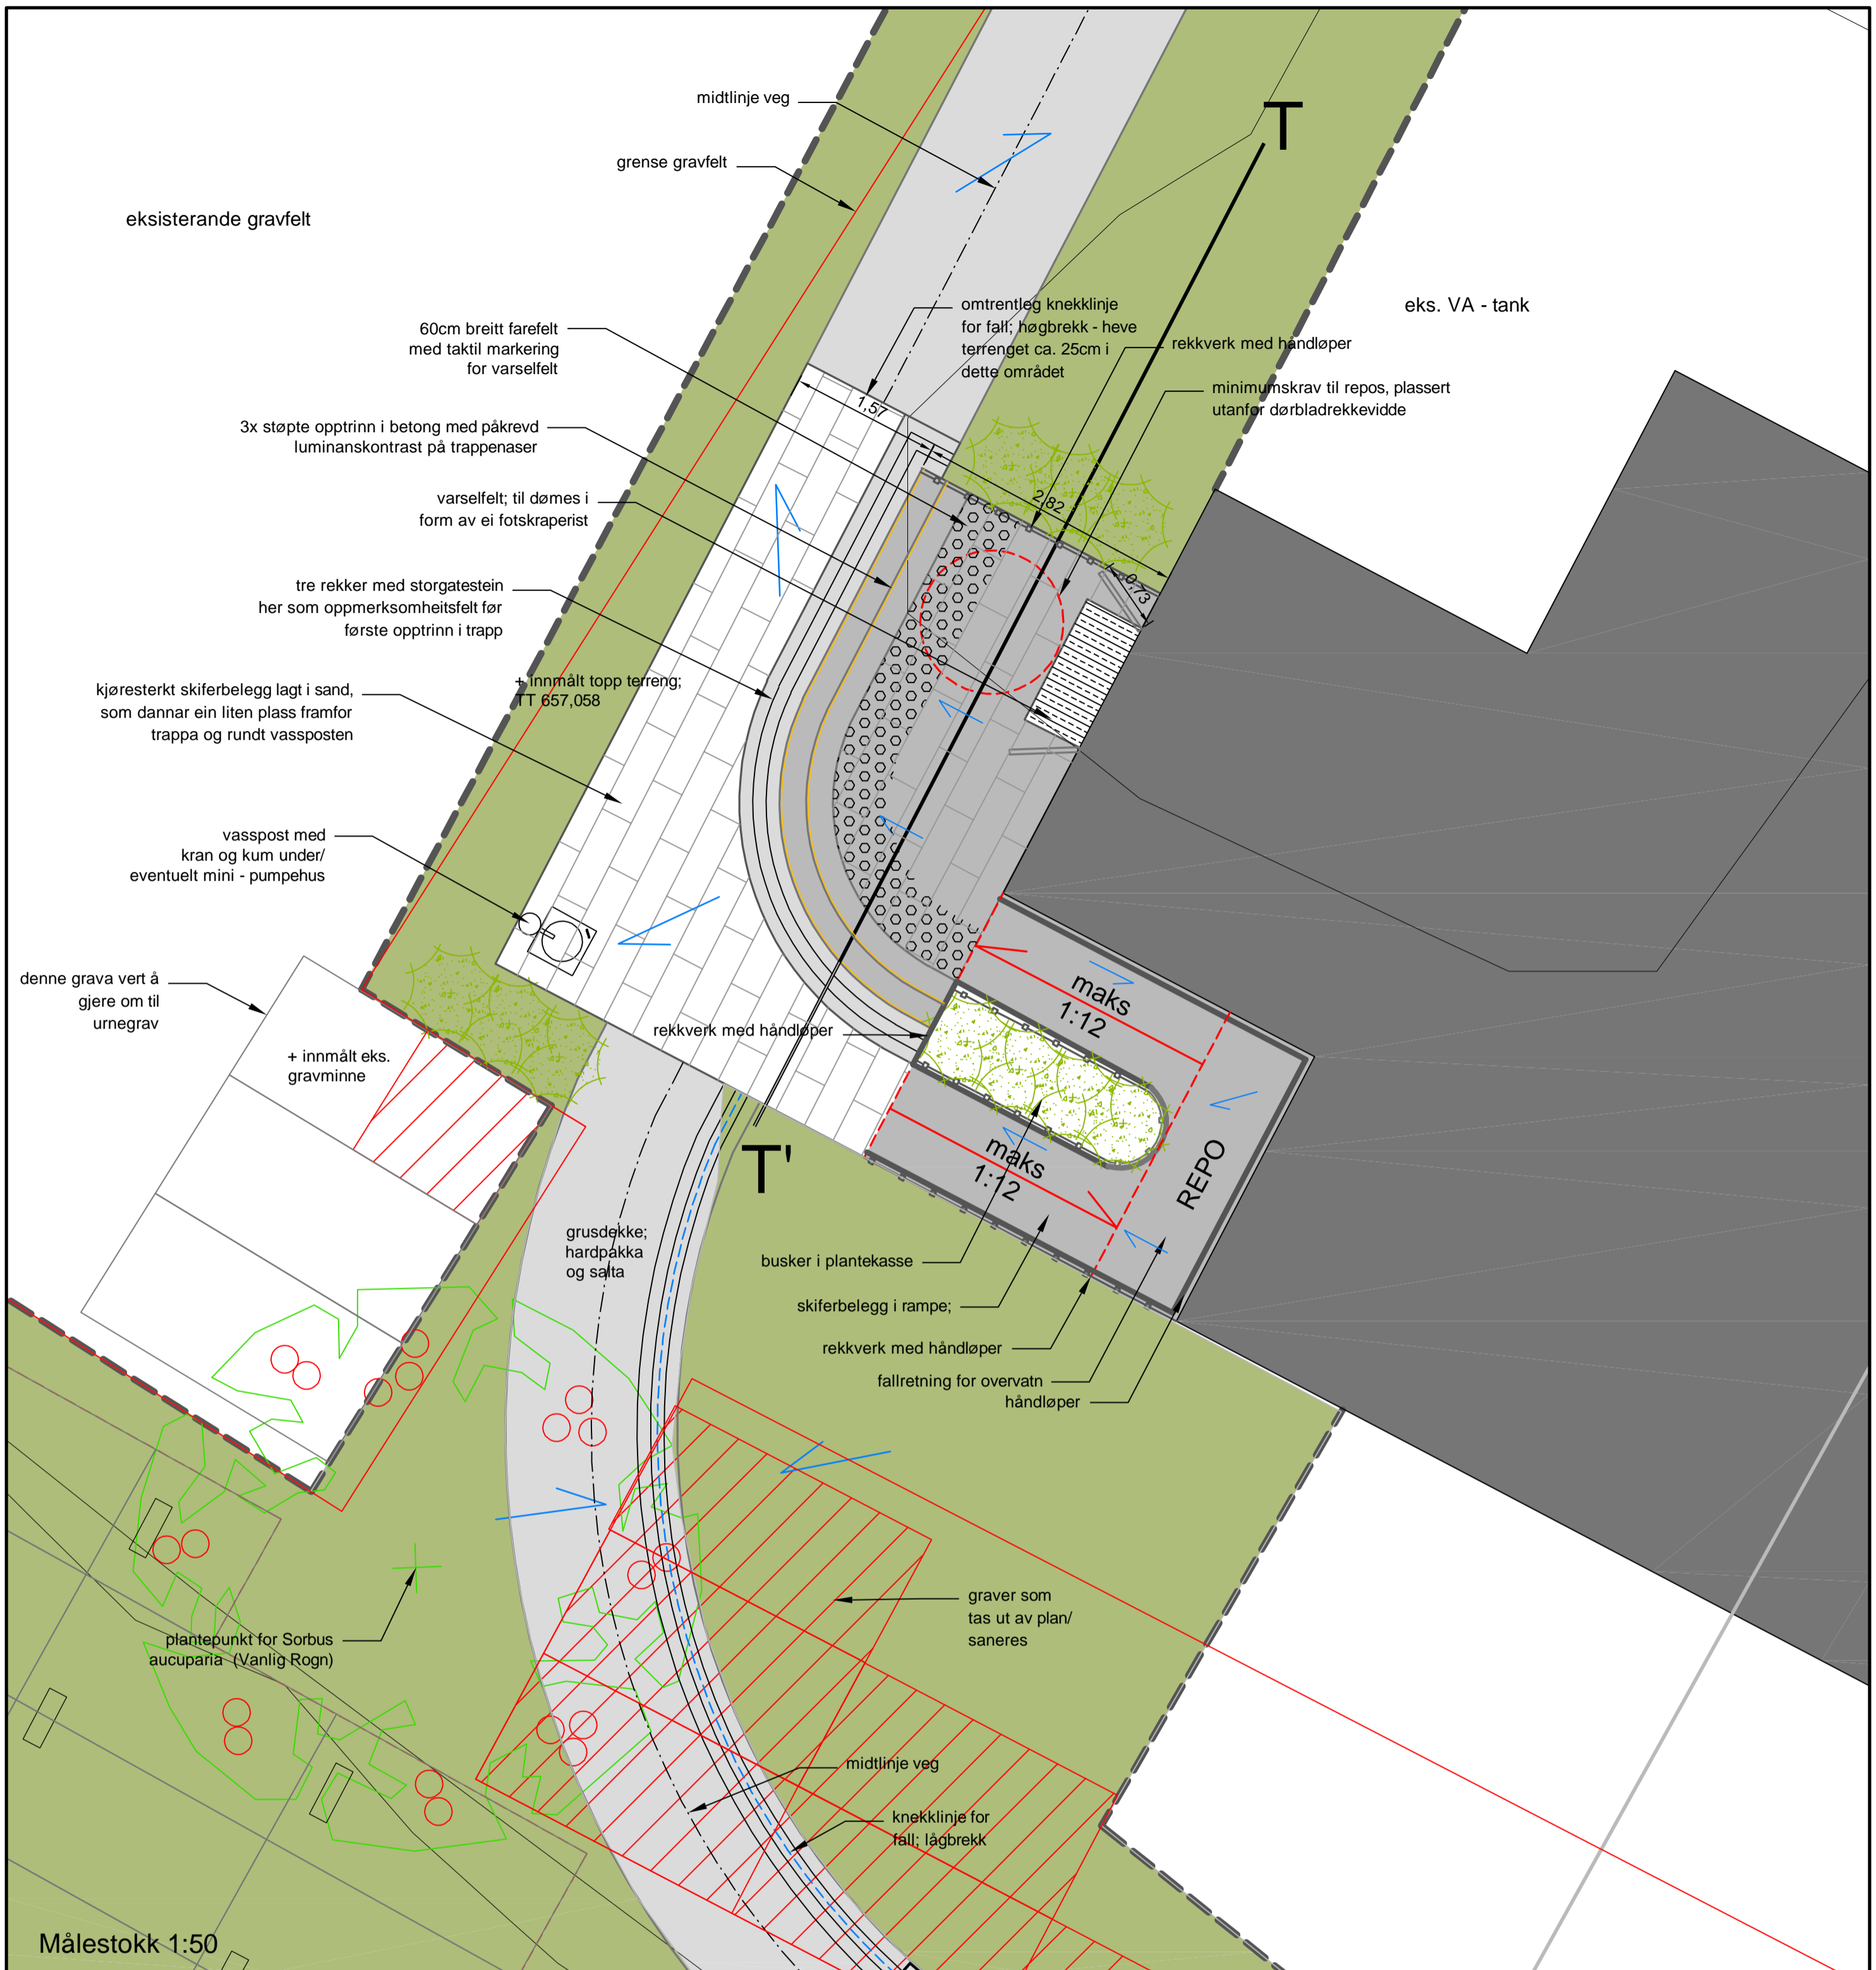 midtlinje veg
T
grense gravfelt
eksisterande gravfelt
omtrentleg knekklinje
for fall; høgbrekk - heve
terrenget ca. 25cm i
dette området
eks. VA - tank
60cm breitt farefelt
med taktil markering
for varselfelt
rekkverk med håndløper
minimumskrav til repos, plassert
utanfor dørbladrekkevidde
1,57
3x støpte opptrinn i betong med påkrevd
luminanskontrast på trappenaser
2,82
varselfelt; til dømes i
form av ei fotskraperist
0,73
tre rekker med storgatestein
her som oppmerksomheitsfelt før
første opptrinn i trapp
+ innmålt topp terreng;
TT 657,058
kjøresterkt skiferbelegg lagt i sand,
som dannar ein liten plass framfor
trappa og rundt vassposten
vasspost med
kran og kum under/
eventuelt mini - pumpehus
denne grava vert å
gjere om til
urnegrav
maks
1:12
rekkverk med håndløper
+ innmålt eks.
gravminne
maks
1:12
REPO
T'
grusdekke;
hardpakka
og salta
busker i plantekasse
skiferbelegg i rampe;
rekkverk med håndløper
fallretning for overvatn
håndløper
graver som
tas ut av plan/
saneres
plantepunkt for Sorbus
aucuparia (Vanlig Rogn)
midtlinje veg
knekklinje for
fall; lågbrekk
Målestokk 1:50